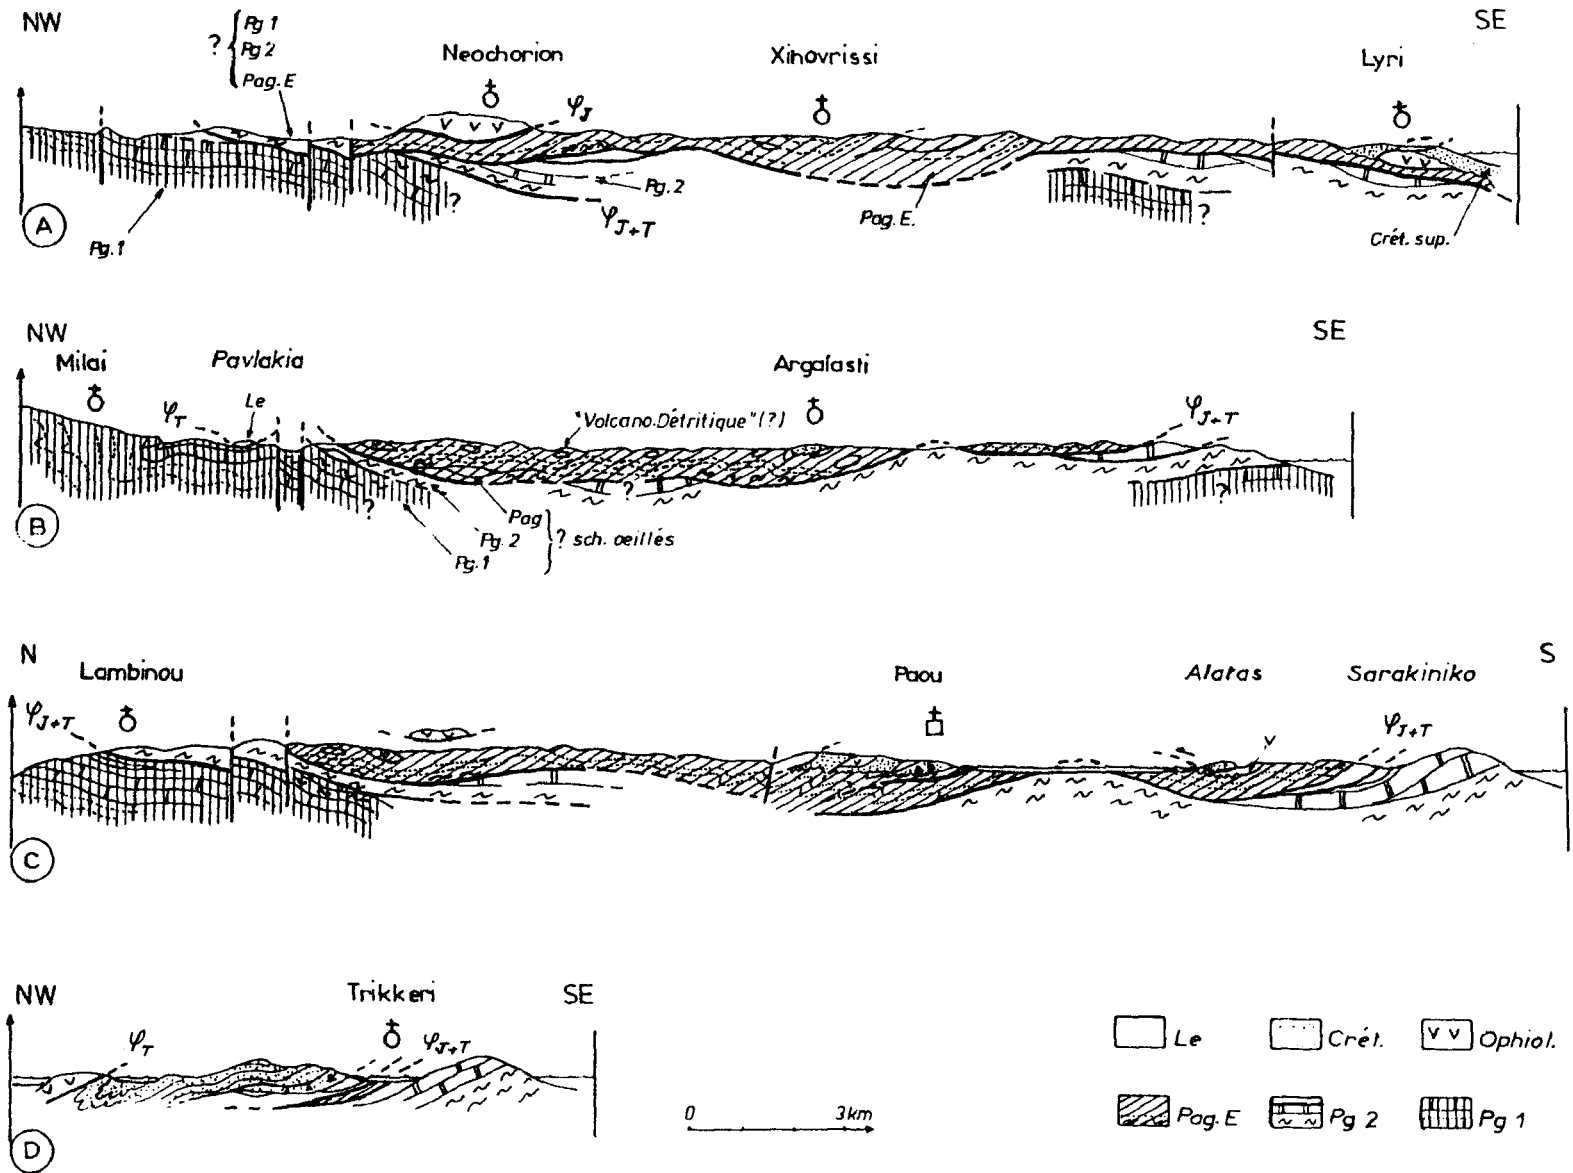 NW
SE
? { Pg 1
Pg 2
Pag. E
Neochorion
Xinovrissi
Lyri
φJ
Pg. 2
φJ+T
?
Pg. 1
Pag. E.
?
Crét. sup.
A
NW
SE
Milai
Pavlakia
Argalasti
φT
Le
"Volcano.Détritique" (?)
φJ+T
?
?
?
Pag
Pg. 2 } ? sch. oeillés
Pg. 1
B
N
S
Lambinou
Paou
Alatas
Sarakiniko
φJ+T
φJ+T
C
NW
Trikkeri
SE
φT
φJ+T
D
0
3 km
Le
Crét.
Ophiol.
Pag. E
Pg 2
Pg 1